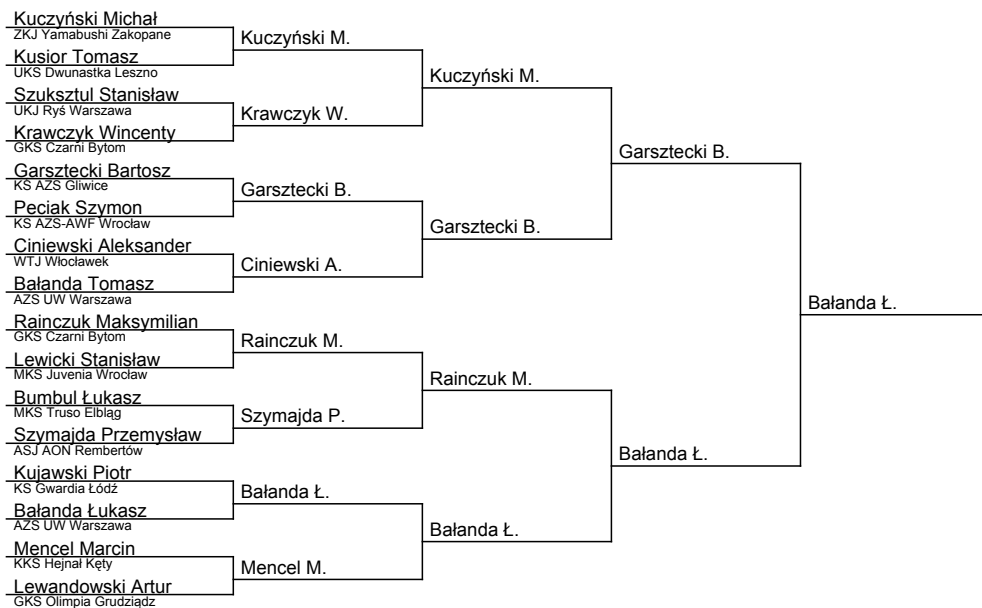 Kuczyński Michał
ZKJ Yamabushi Zakopane
Kusior Tomasz
UKS Dwunastka Leszno
Szuksztul Stanisław
UKJ Ryś Warszawa
Krawczyk Wincenty
GKS Czarni Bytom
Garsztecki Bartosz
KS AZS Gliwice
Peciak Szymon
KS AZS-AWF Wrocław
Ciniewski Aleksander
WTJ Włocławek
Bałanda Tomasz
AZS UW Warszawa
Rainczuk Maksymilian
GKS Czarni Bytom
Lewicki Stanisław
MKS Juvenia Wrocław
Bumbul Łukasz
MKS Truso Elbląg
Szymajda Przemysław
ASJ AON Rembertów
Kujawski Piotr
KS Gwardia Łódź
Bałanda Łukasz
AZS UW Warszawa
Mencel Marcin
KKS Hejnał Kęty
Lewandowski Artur
GKS Olimpia Grudziądz
Kuczyński M.
Krawczyk W.
Garsztecki B.
Ciniewski A.
Rainczuk M.
Szymajda P.
Bałanda Ł.
Mencel M.
Kuczyński M.
Garsztecki B.
Rainczuk M.
Bałanda Ł.
Garsztecki B.
Bałanda Ł.
Bałanda Ł.